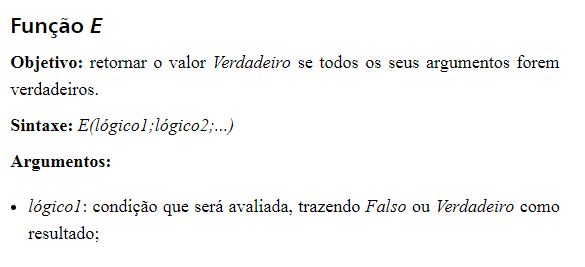 Função E
Objetivo: retornar o valor Verdadeiro se todos os seus argumentos forem
verdadeiros.
Sintaxe: E(lógico1;lógico2;...)
Argumentos:
• lógico1: condição que será avaliada, trazendo Falso ou Verdadeiro como
resultado;